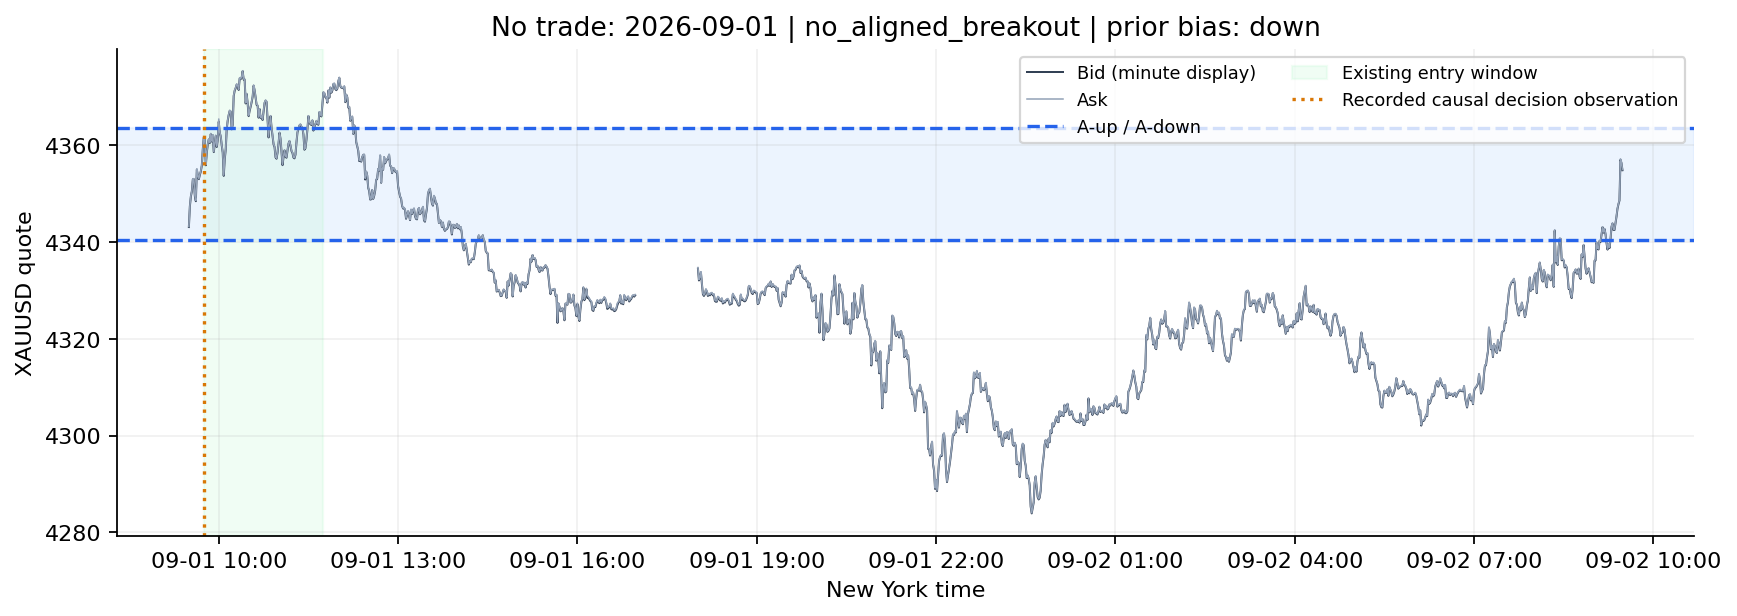 No trade: 2026-09-01 | no_aligned_breakout | prior bias: down
Bid (minute display)
Ask
A-up / A-down
Existing entry window
Recorded causal decision observation
XAUUSD quote
4360
4340
4320
4300
4280
09-01 10:00
09-01 13:00
09-01 16:00
09-01 19:00
09-01 22:00
09-02 01:00
09-02 04:00
09-02 07:00
09-02 10:00
New York time